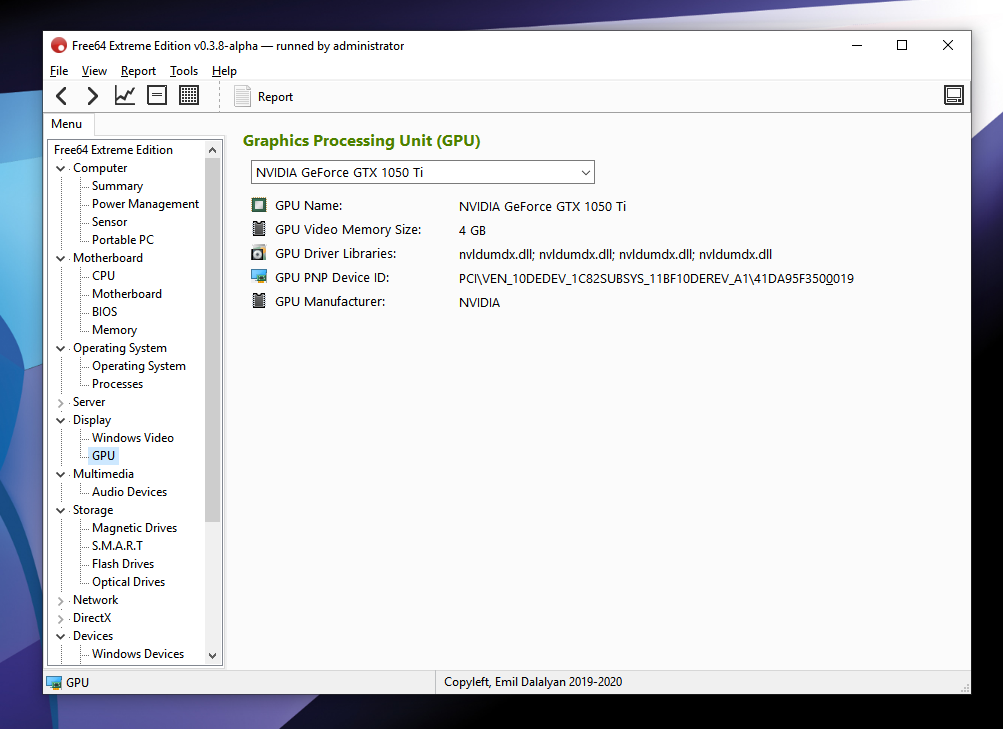 Free64 Extreme Edition v0.3.8-alpha — runned by administrator
File View Report Tools Help
Report
Menu
Free64 Extreme Edition
Computer
Summary
Power Management
Sensor
Portable PC
Motherboard
CPU
Motherboard
BIOS
Memory
Operating System
Operating System
Processes
Server
Display
Windows Video
GPU
Multimedia
Audio Devices
Storage
Magnetic Drives
S.M.A.R.T
Flash Drives
Optical Drives
Network
DirectX
Devices
Windows Devices
Graphics Processing Unit (GPU)
NVIDIA GeForce GTX 1050 Ti
GPU Name: NVIDIA GeForce GTX 1050 Ti
GPU Video Memory Size: 4 GB
GPU Driver Libraries: nvldumdx.dll; nvldumdx.dll; nvldumdx.dll; nvldumdx.dll
GPU PNP Device ID: PCI\VEN_10DEDEV_1C82SUBSYS_11BF10DEREV_A1\41DA95F3500019
GPU Manufacturer: NVIDIA
GPU
Copyleft, Emil Dalalyan 2019-2020